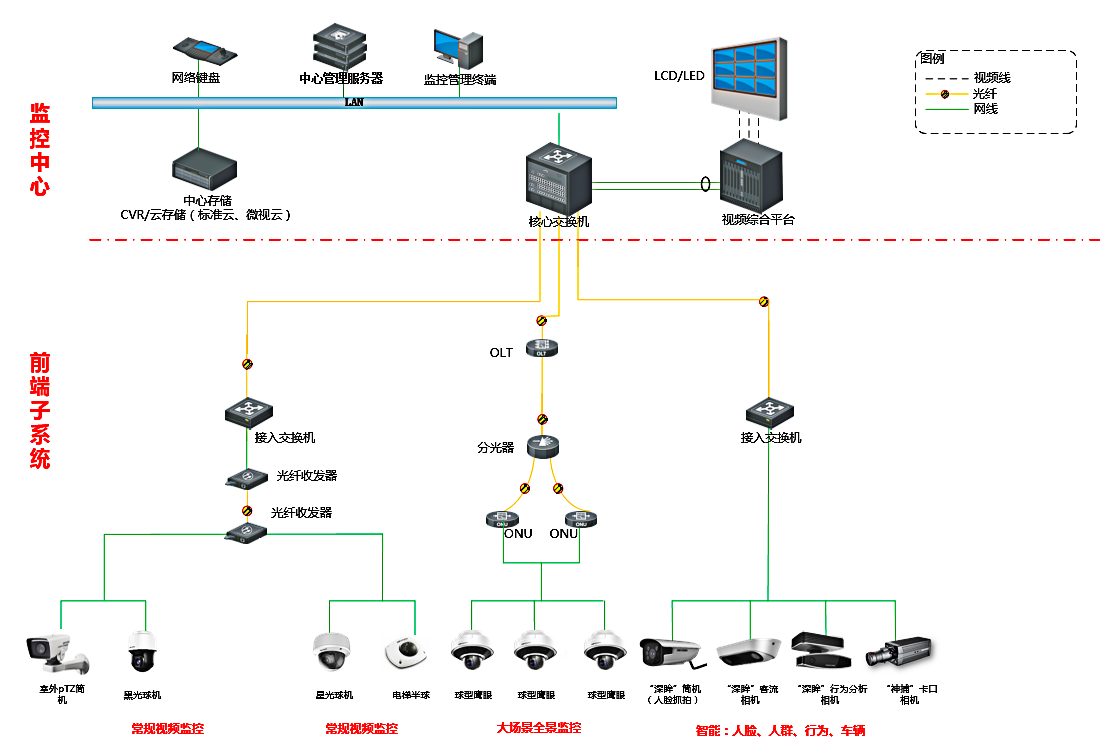 网络键盘
中心管理服务器
监控管理终端
LCD/LED
图例
视频线
光纤
网线
LAN
监控中心
中心存储
CVR/云存储（标准云、微视云）
核心交换机
视频综合平台
前端子系统
OLT
OLT
接入交换机
分光器
接入交换机
光纤收发器
光纤收发器
ONU
ONU
ONU
ONU
室外pTZ筒
机
黑光球机
星光球机
电梯半球
球型鹰眼
球型鹰眼
球型鹰眼
“深眸”筒机
（人脸抓拍）
“深眸”客流
相机
“深眸”行为分析
相机
“神捕”卡口
相机
常规视频监控
常规视频监控
大场景全景监控
智能：人脸、人群、行为、车辆